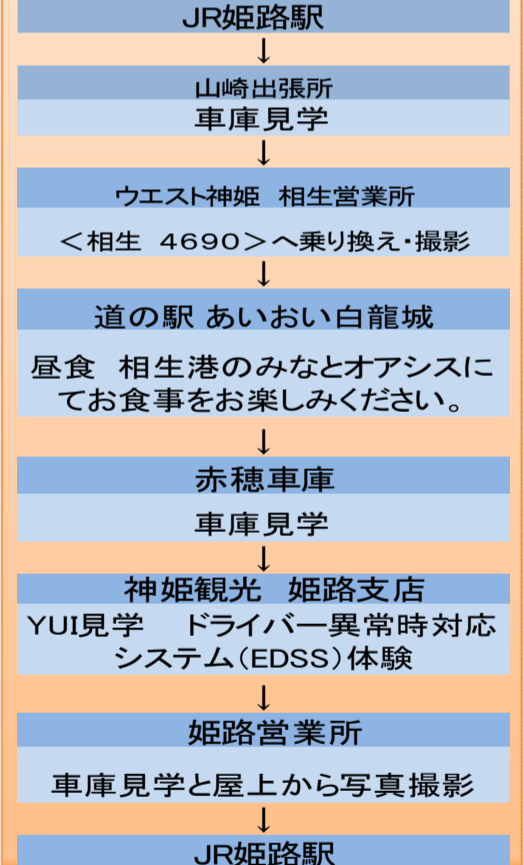 JR姫路駅
↓
山崎出張所
車庫見学
↓
ウエスト神姫　相生営業所
＜相生　４６９０＞へ乗り換え・撮影
↓
道の駅 あいおい白龍城
昼食　相生港のみなとオアシスに
てお食事をお楽しみください。
↓
赤穂車庫
車庫見学
↓
神姫観光　姫路支店
YUI見学　ドライバー異常時対応
システム（EDSS）体験
↓
姫路営業所
車庫見学と屋上から写真撮影
↓
JR姫路駅